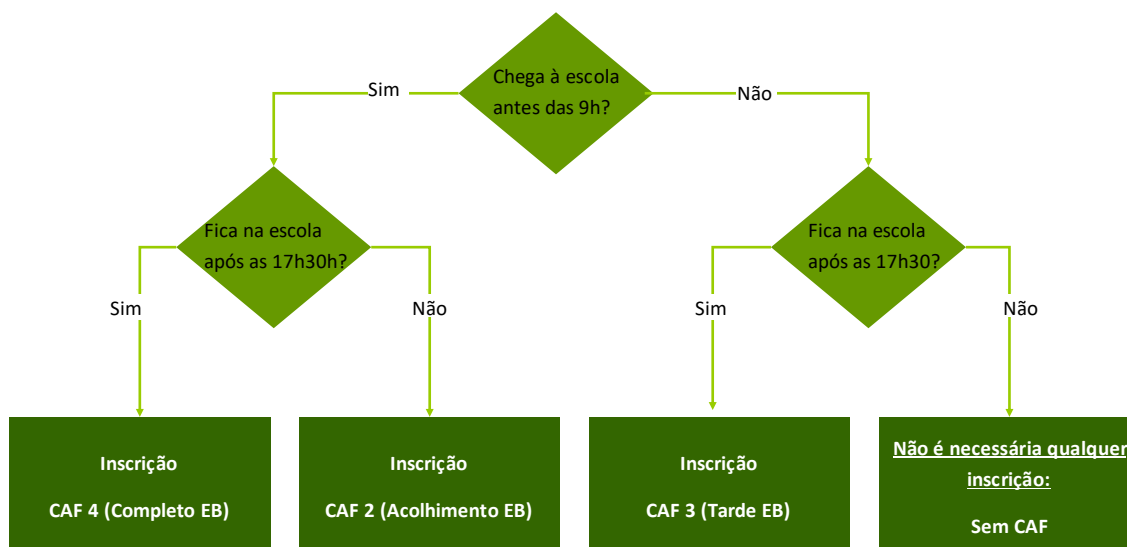 Chega à escola
antes das 9h?
Sim
Não
Fica na escola
após as 17h30h?
Fica na escola
após as 17h30?
Sim
Não
Sim
Não
Inscrição
CAF 4 (Completo EB)
Inscrição
CAF 2 (Acolhimento EB)
Inscrição
CAF 3 (Tarde EB)
Não é necessária qualquer
inscrição:
Sem CAF